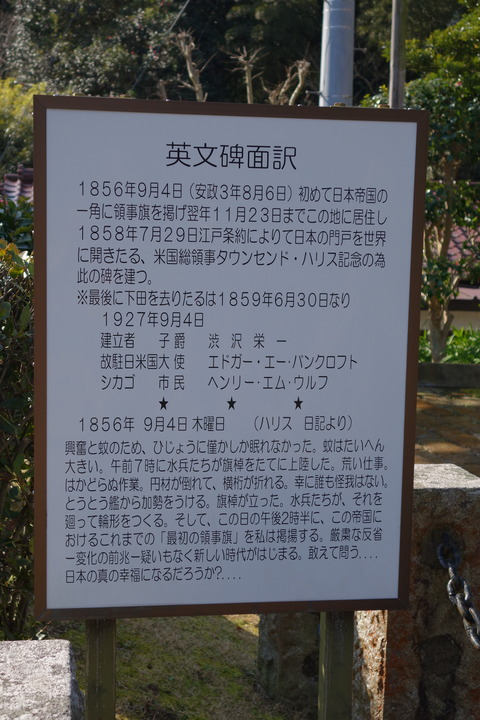 英文碑面訳
1856年9月4日（安政3年8月6日）初めて日本帝国の
一角に領事旗を掲げ翌年11月23日までこの地に居住し
1858年7月29日江戸条約によりて日本の門戸を世界
に開きたる、米国総領事タウンセンド・ハリス記念の為
此の碑を建つ。
※最後に下田を去りたるは1859年6月30日なり
1927年9月4日
建立者　子爵　渋沢栄一
故駐日米国大使　エドガー・エー・バンクロフト
シカゴ　市民　ヘンリー・エム・ウルフ
★　★　★
1856年 9月4日 木曜日　（ハリス 日記より）
興奮と蚊のため、ひじょうに僅かしか眠れなかった。蚊はたいへん
大きい。午前7時に水兵たちが旗棹をたてに上陸した。荒い仕事。
はかどらぬ作業。円材が倒れて、横桁が折れる。幸に誰も怪我はない。
とうとう艦から加勢をうける。旗棹が立った。水兵たちが、それを
廻って輪形をつくる。そして、この日の午後2時半に、この帝国に
おけるこれまでの「最初の領事旗」を私は掲揚する。厳粛な反省
ー変化の前兆ー疑いもなく新しい時代がはじまる。敢えて問う....
日本の真の幸福になるだろうか?....